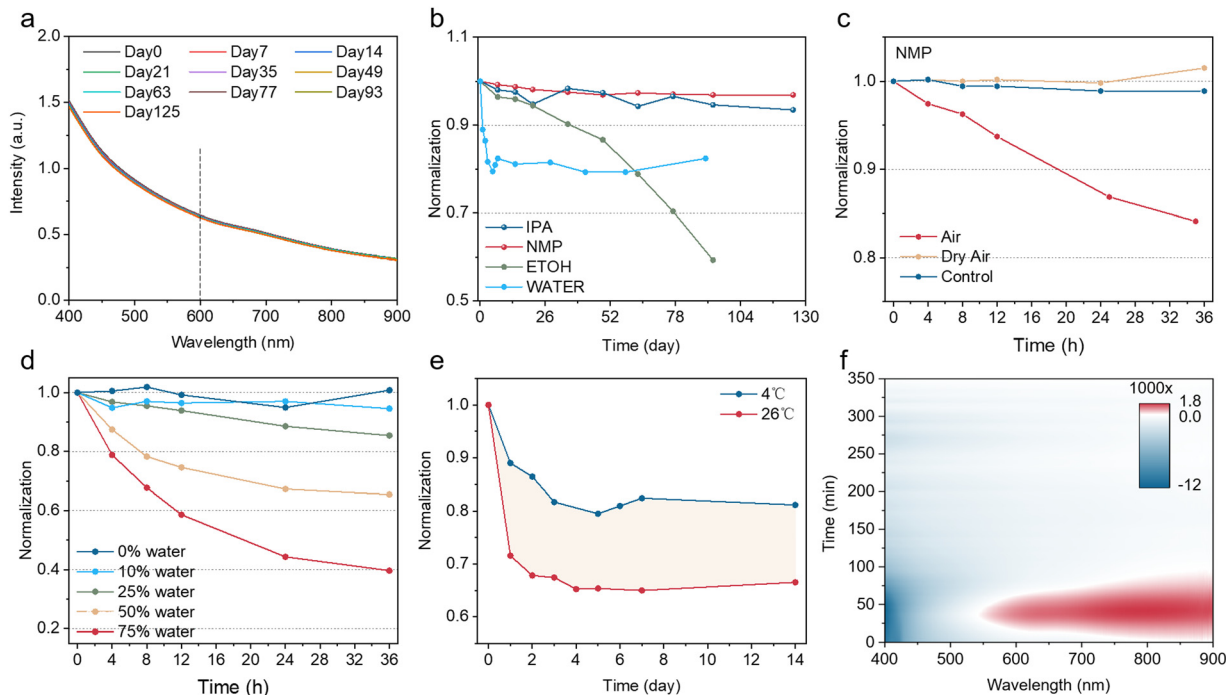 a
2.0
1.5
1.0
0.5
0.0
Intensity (a.u.)
Day0 Day7 Day14
Day21 Day35 Day49
Day63 Day77 Day93
Day125
400 500 600 700 800 900
Wavelength (nm)
b
1.1
0.9
0.7
0.5
Normalization
IPA
NMP
ETOH
WATER
0 26 52 78 104 130
Time (day)
c
NMP
1.0
0.9
0.8
Normalization
Air
Dry Air
Control
0 4 8 12 16 20 24 28 32 36
Time (h)
d
1.0
0.8
0.6
0.4
0.2
Normalization
0% water
10% water
25% water
50% water
75% water
0 4 8 12 16 20 24 28 32 36
Time (h)
e
4℃
26℃
1.0
0.9
0.8
0.7
0.6
Normalization
0 2 4 6 8 10 12 14
Time (day)
f
350
300
250
200
150
100
50
0
Time (min)
1000x
1.8
0.0
-12
400 500 600 700 800 900
Wavelength (nm)